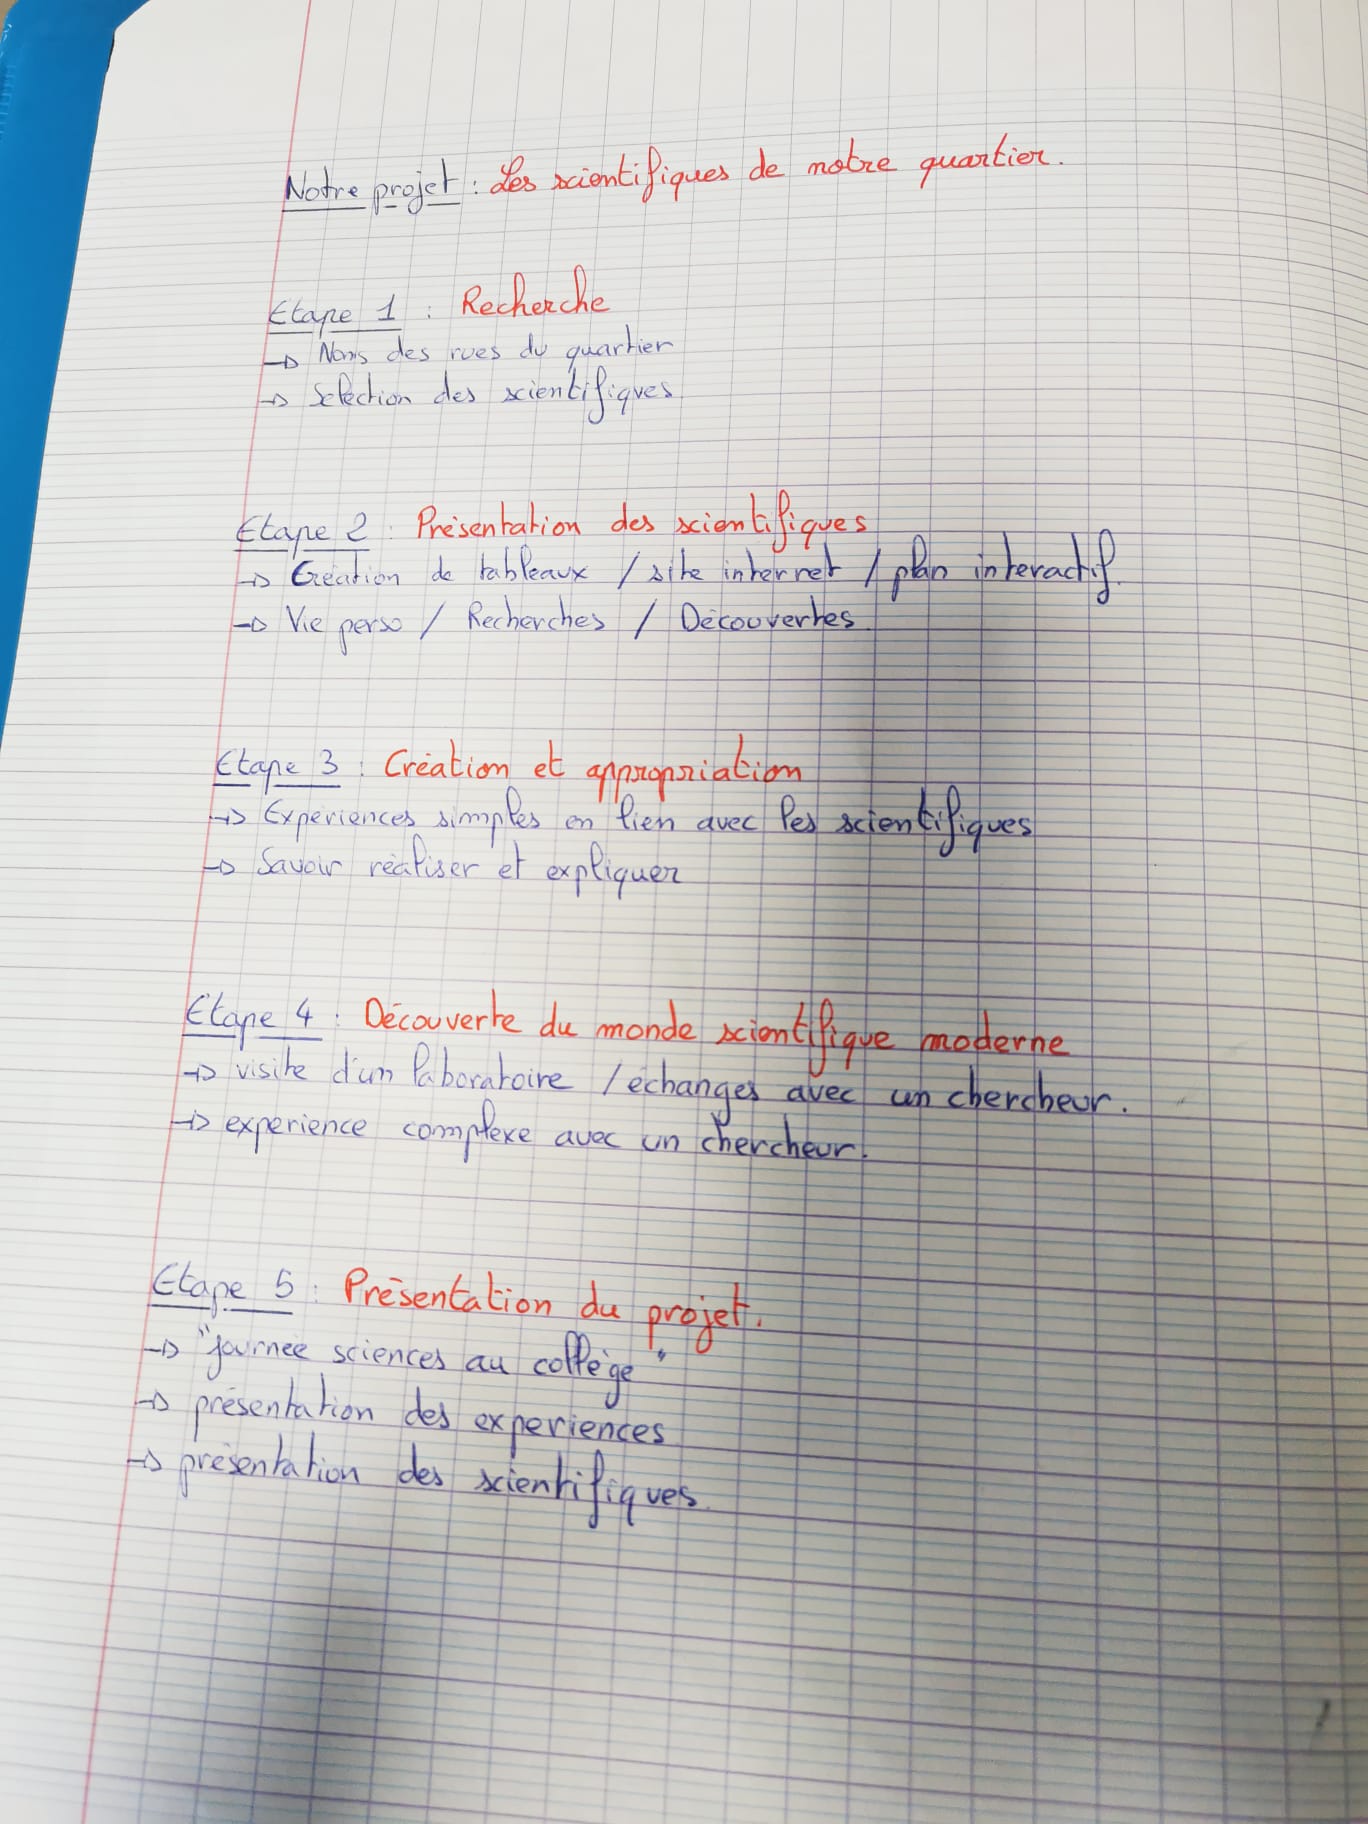 Notre projet : Les scientifiques de notre quartier.
Etape 1 : Recherche
→ Noms des rues du quartier
→ Sélection des scientifiques
Etape 2 : Présentation des scientifiques
→ Création de tableaux / site internet / plan interactif.
→ Vie perso / Recherches / Découvertes.
Etape 3 : Création et appropriation
→ Expériences simples en lien avec les scientifiques
→ Savoir réaliser et expliquer
Etape 4 : Découverte du monde scientifique moderne
→ visite d'un laboratoire / échanges avec un chercheur.
→ expérience complexe avec un chercheur.
Etape 5 : Présentation du projet.
→ "journée sciences au collège"
→ présentation des expériences
→ présentation des scientifiques.